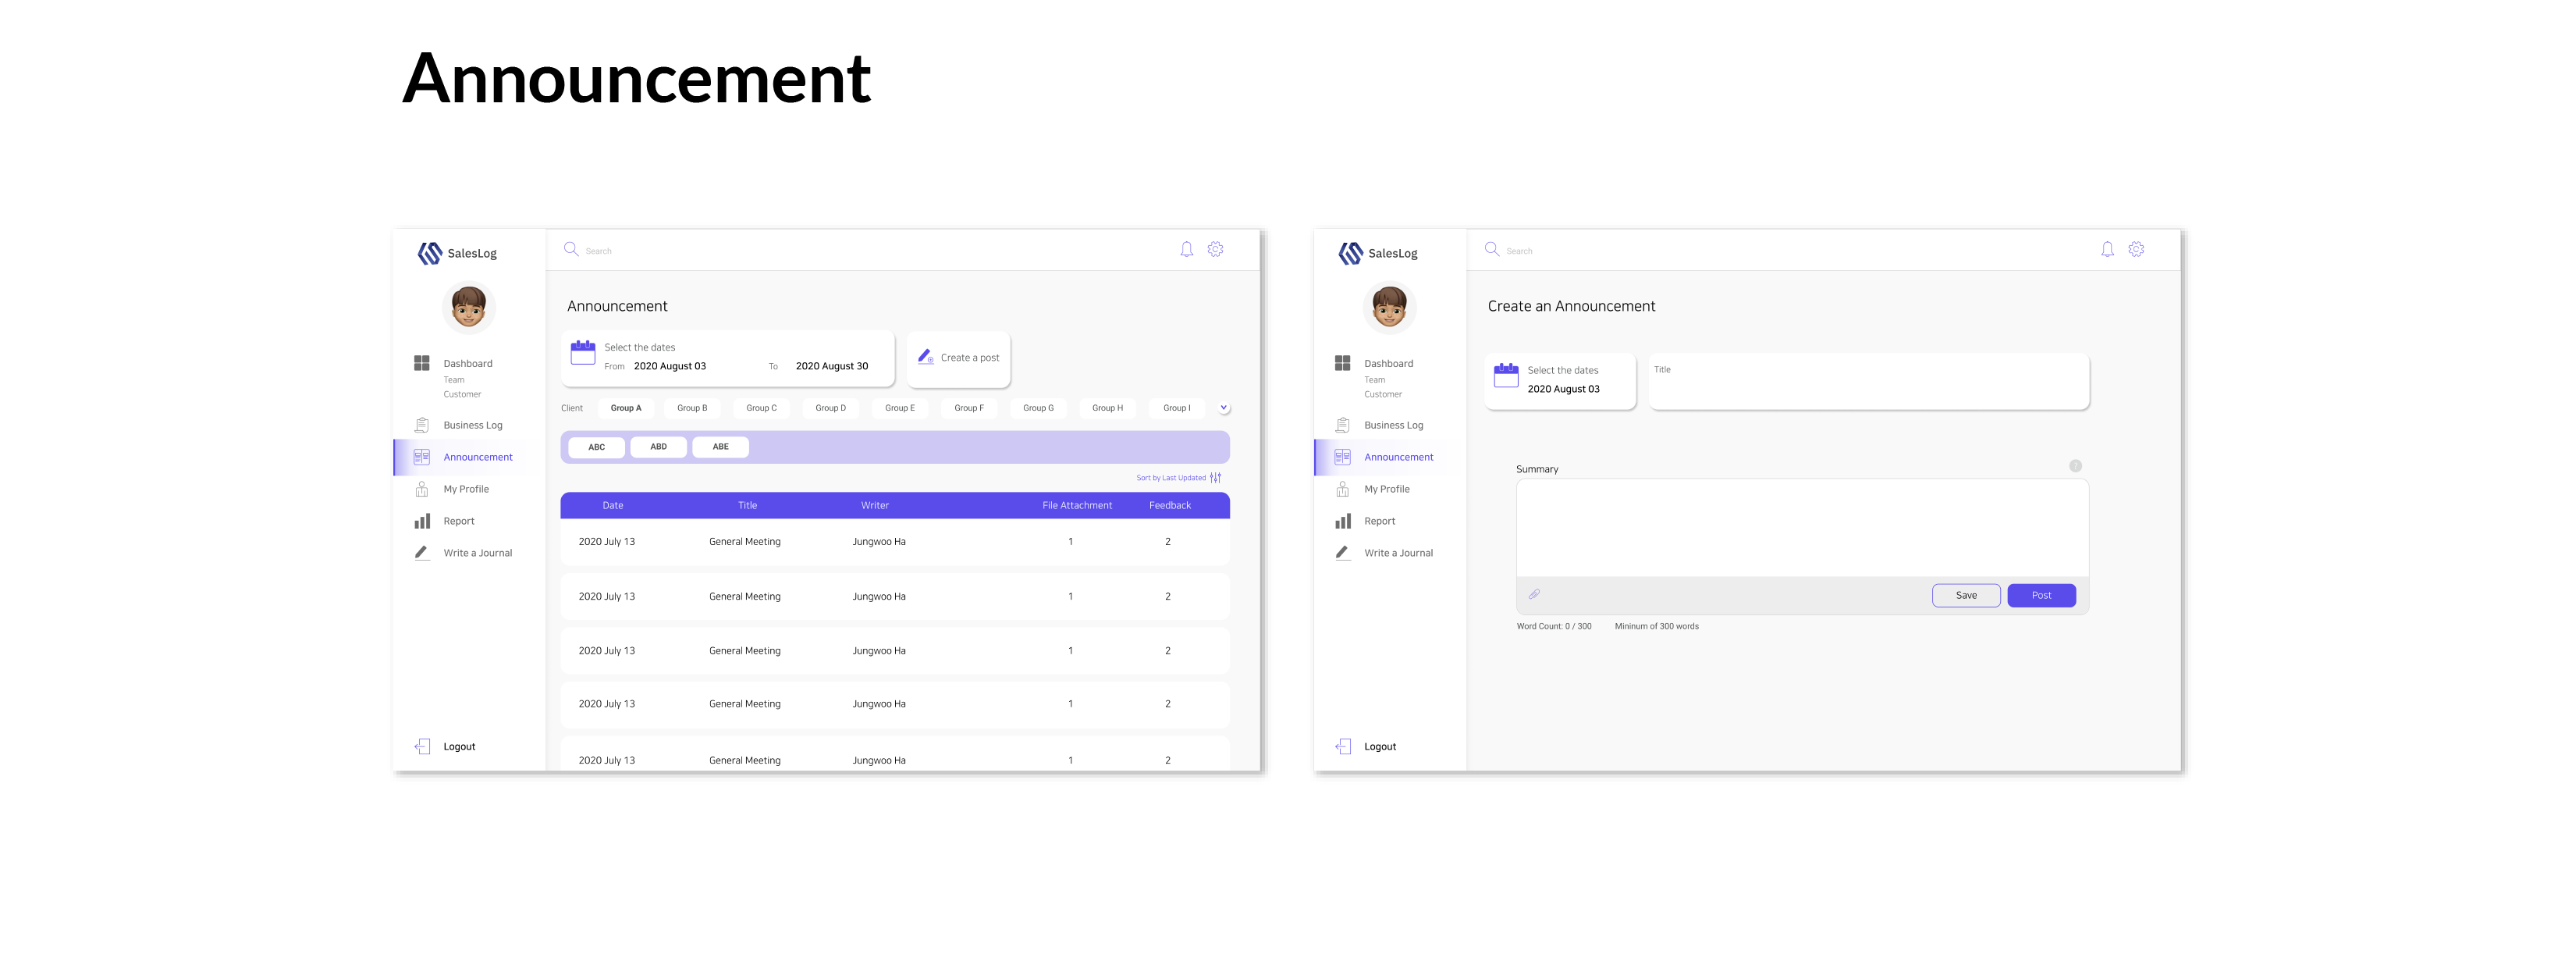 Announcement
SalesLog
Search
Dashboard
Team
Customer
Business Log
Announcement
My Profile
Report
Write a Journal
Logout
Announcement
Select the dates
From 2020 August 03 To 2020 August 30
Create a post
Client Group A Group B Group C Group D Group E Group F Group G Group H Group I
ABC ABD ABE
Sort by Last Updated
Date Title Writer File Attachment Feedback
2020 July 13 General Meeting Jungwoo Ha 1 2
2020 July 13 General Meeting Jungwoo Ha 1 2
2020 July 13 General Meeting Jungwoo Ha 1 2
2020 July 13 General Meeting Jungwoo Ha 1 2
2020 July 13 General Meeting Jungwoo Ha 1 2
SalesLog
Search
Dashboard
Team
Customer
Business Log
Announcement
My Profile
Report
Write a Journal
Logout
Create an Announcement
Select the dates
2020 August 03
Title
Summary
Save Post
Word Count: 0 / 300 Mininum of 300 words